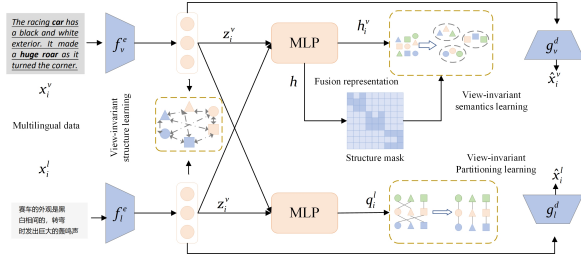 The racing car has
a black and white
exterior. It made
a huge roar as it
turned the corner.
x_i^v
Multilingual data
x_i^l
赛车的外观是黑
白相间的，转弯
时发出巨大的轰鸣声
f_v^e
f_l^e
View-invariant
structure learning
z_i^v
z_i^v
MLP
MLP
h_i^v
h
Fusion representation
Structure mask
q_i^l
View-invariant
semantics learning
View-invariant
Partitioning learning
g_v^d
x̂_i^v
x̂_i^l
g_l^d